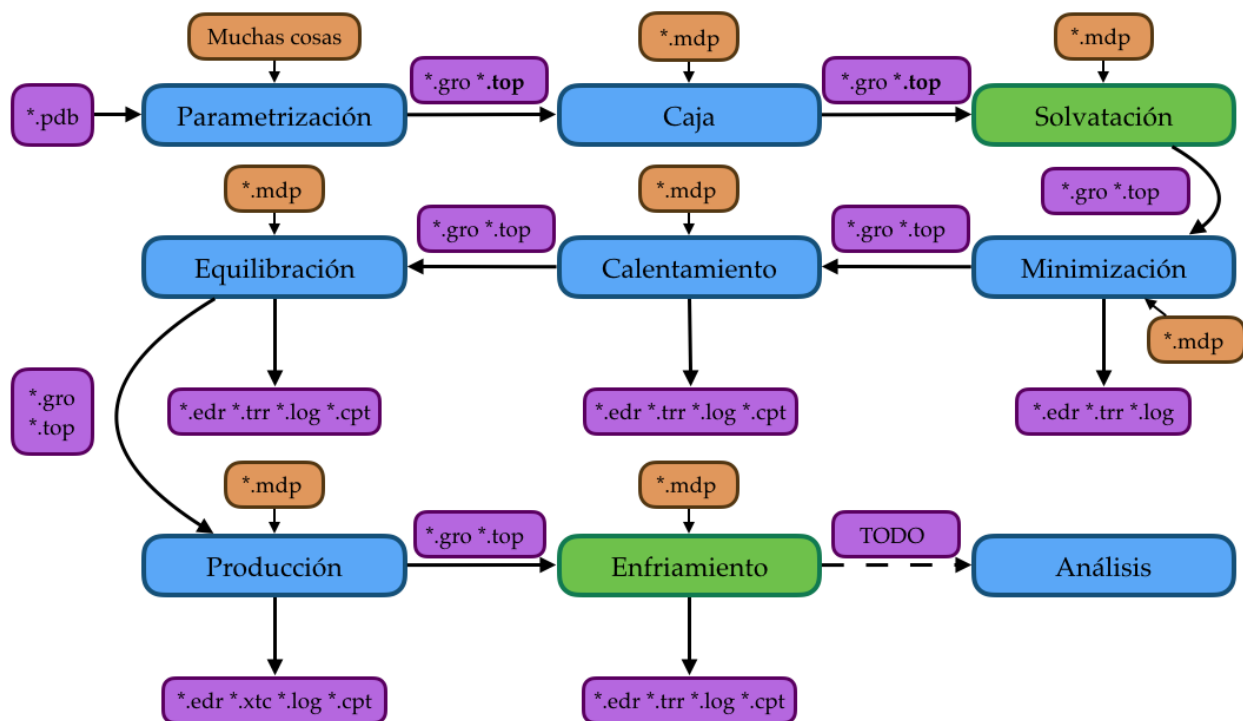 Muchas cosas
*.mdp
*.mdp
*.pdb
Parametrización
*.gro *.top
Caja
*.gro *.top
Solvatación
*.mdp
*.mdp
*.gro *.top
Equilibración
*.gro *.top
Calentamiento
*.gro *.top
Minimización
*.mdp
*.gro
*.top
*.edr *.trr *.log *.cpt
*.edr *.trr *.log *.cpt
*.edr *.trr *.log
*.mdp
*.mdp
Producción
*.gro *.top
Enfriamiento
TODO
Análisis
*.edr *.xtc *.log *.cpt
*.edr *.trr *.log *.cpt